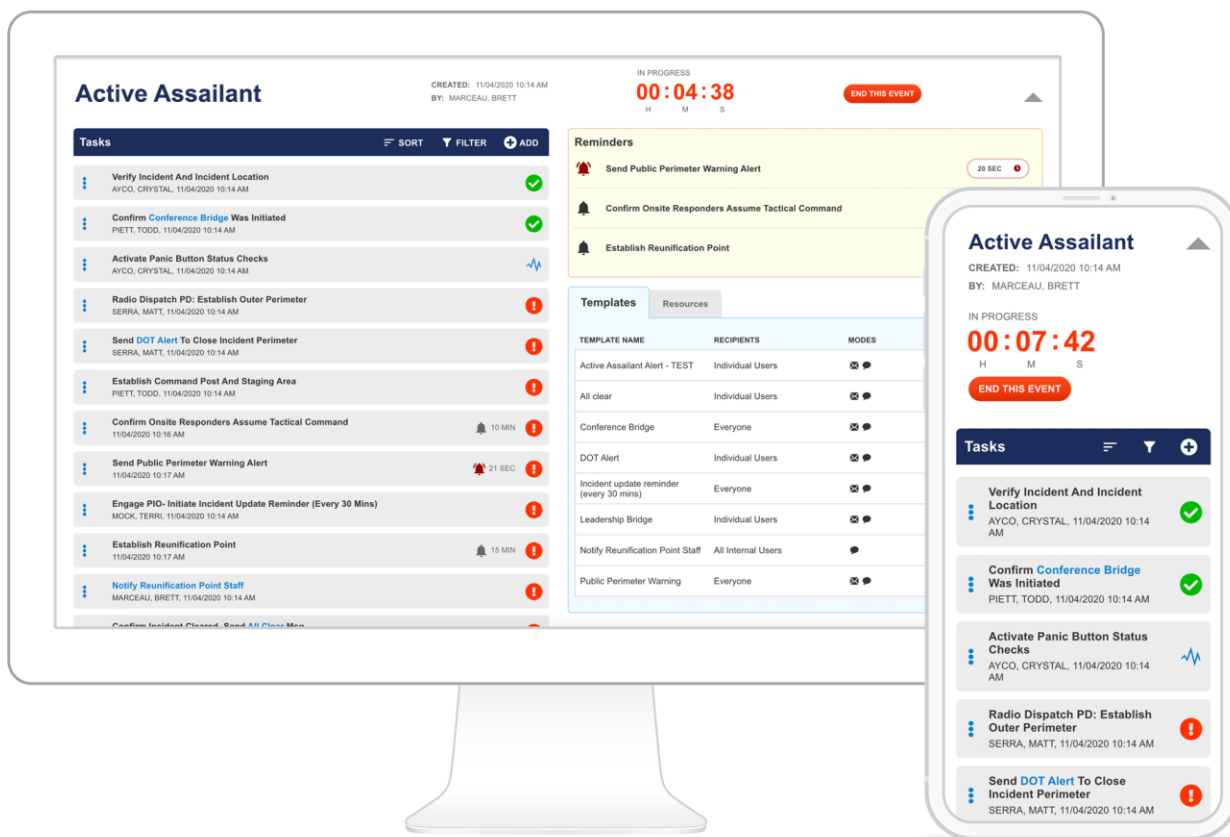 Active Assailant
CREATED: 11/04/2020 10:14 AM
BY: MARCEAU, BRETT
IN PROGRESS
00:04:38
H M S
END THIS EVENT
Tasks
SORT
FILTER
ADD
Verify Incident And Incident Location
AYCO, CRYSTAL, 11/04/2020 10:14 AM
Confirm Conference Bridge Was Initiated
PIETT, TODD, 11/04/2020 10:14 AM
Activate Panic Button Status Checks
AYCO, CRYSTAL, 11/04/2020 10:14 AM
Radio Dispatch PD: Establish Outer Perimeter
SERRA, MATT, 11/04/2020 10:14 AM
Send DOT Alert To Close Incident Perimeter
SERRA, MATT, 11/04/2020 10:14 AM
Establish Command Post And Staging Area
PIETT, TODD, 11/04/2020 10:14 AM
Confirm Onsite Responders Assume Tactical Command
11/04/2020 10:16 AM
10 MIN
Send Public Perimeter Warning Alert
11/04/2020 10:17 AM
21 SEC
Engage PIO- Initiate Incident Update Reminder (Every 30 Mins)
MOCK, TERRI, 11/04/2020 10:14 AM
Establish Reunification Point
11/04/2020 10:17 AM
15 MIN
Notify Reunification Point Staff
MARCEAU, BRETT, 11/04/2020 10:14 AM
Confirm Incident Cleared- Send All Clear Msg
Reminders
Send Public Perimeter Warning Alert
20 SEC
Confirm Onsite Responders Assume Tactical Command
Establish Reunification Point
Templates
Resources
TEMPLATE NAME RECIPIENTS MODES
Active Assailant Alert - TEST Individual Users
All clear Individual Users
Conference Bridge Everyone
DOT Alert Individual Users
Incident update reminder
(every 30 mins) Everyone
Leadership Bridge Individual Users
Notify Reunification Point Staff All Internal Users
Public Perimeter Warning Everyone
Active Assailant
CREATED: 11/04/2020 10:14 AM
BY: MARCEAU, BRETT
IN PROGRESS
00:07:42
H M S
END THIS EVENT
Tasks
Verify Incident And Incident
Location
AYCO, CRYSTAL, 11/04/2020 10:14
AM
Confirm Conference Bridge
Was Initiated
PIETT, TODD, 11/04/2020 10:14 AM
Activate Panic Button Status
Checks
AYCO, CRYSTAL, 11/04/2020 10:14
AM
Radio Dispatch PD: Establish
Outer Perimeter
SERRA, MATT, 11/04/2020 10:14 AM
Send DOT Alert To Close
Incident Perimeter
SERRA, MATT, 11/04/2020 10:14 AM